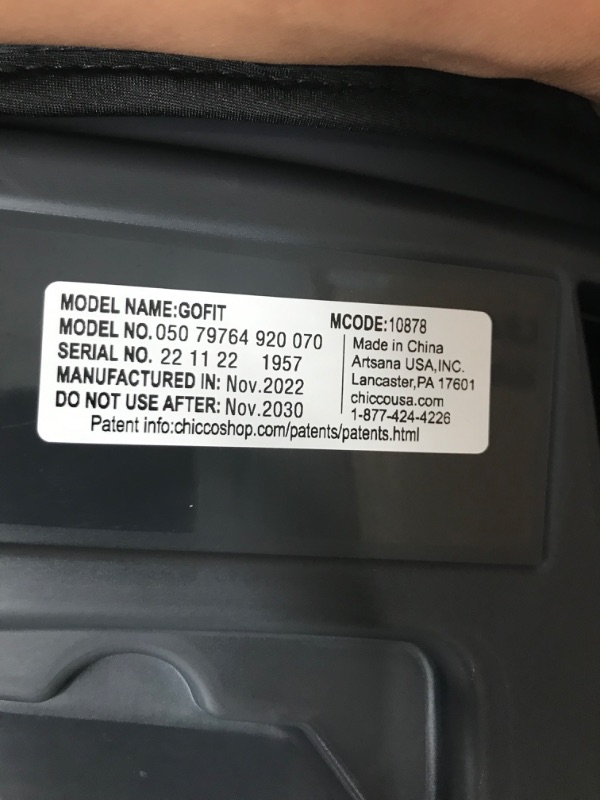 MODEL NAME:GOFIT
MODEL NO.050 79764 920 070
SERIAL NO. 22 11 22 1957
MANUFACTURED IN: Nov.2022
DO NOT USE AFTER: Nov.2030
MCODE:10878
Made in China
Artsana USA,INC.
Lancaster,PA 17601
chiccousa.com
1-877-424-4226
Patent info:chiccoshop.com/patents/patents.html